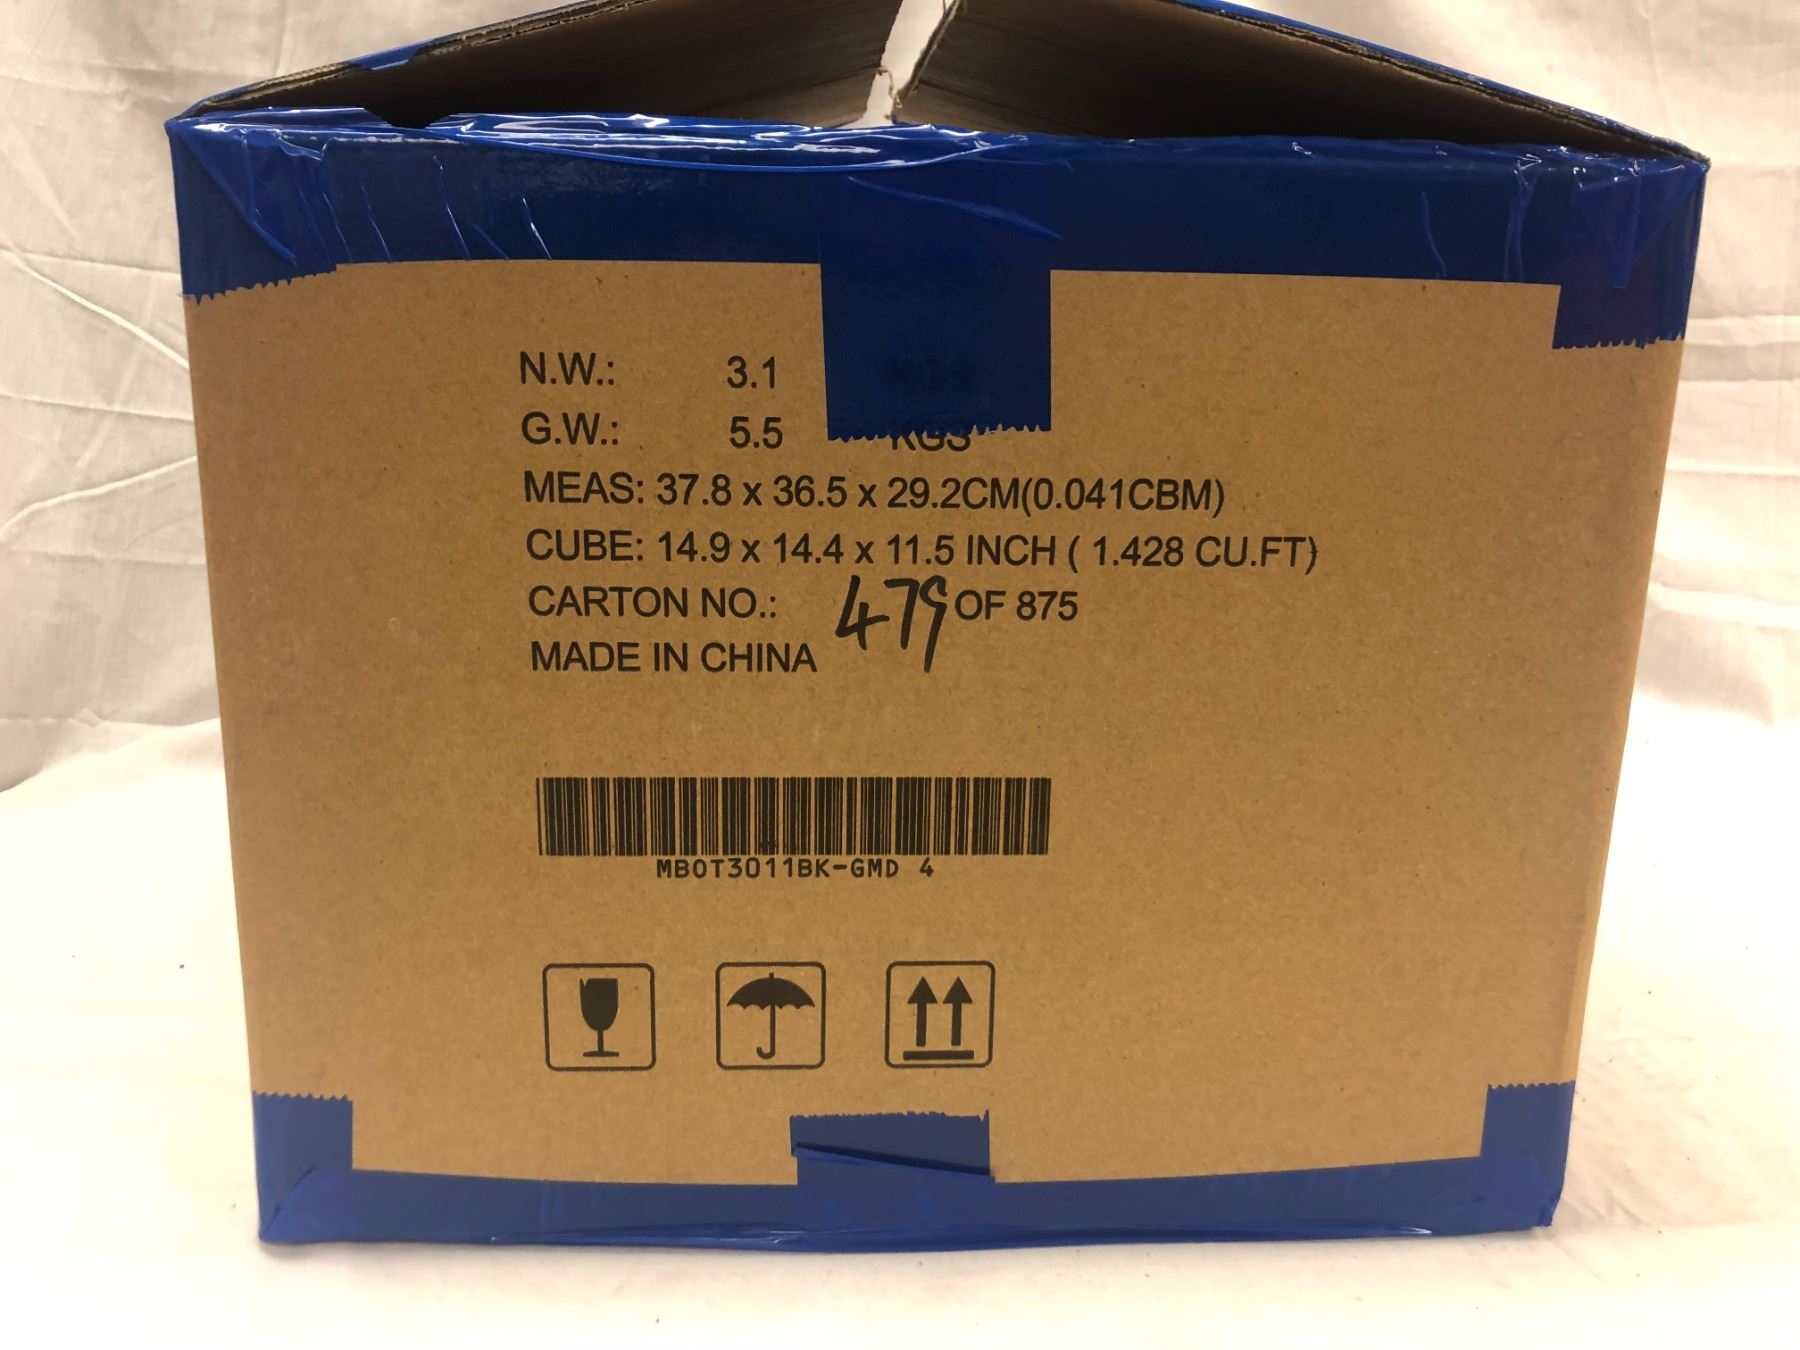 N.W.: 3.1 KGS
G.W.: 5.5 KGS
MEAS: 37.8 x 36.5 x 29.2CM(0.041CBM)
CUBE: 14.9 x 14.4 x 11.5 INCH ( 1.428 CU.FT)
CARTON NO.: 479 OF 875
MADE IN CHINA
MBOT3011BK-GMD 4